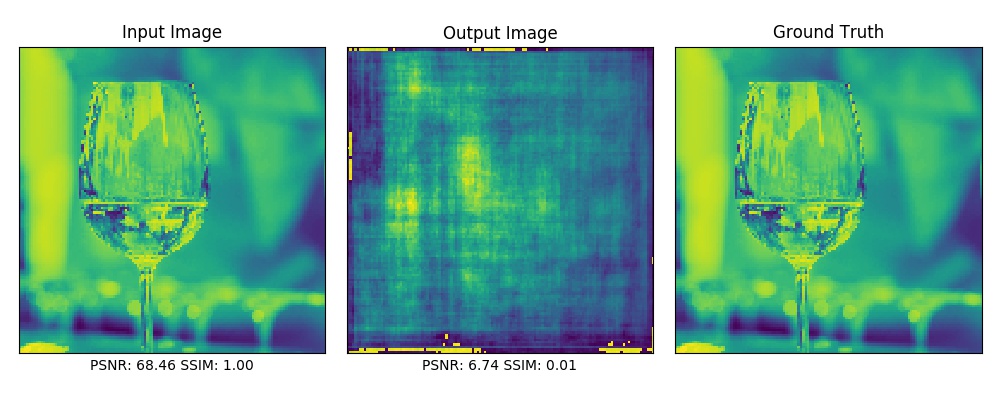 Input Image
Output Image
Ground Truth
PSNR: 68.46 SSIM: 1.00
PSNR: 6.74 SSIM: 0.01